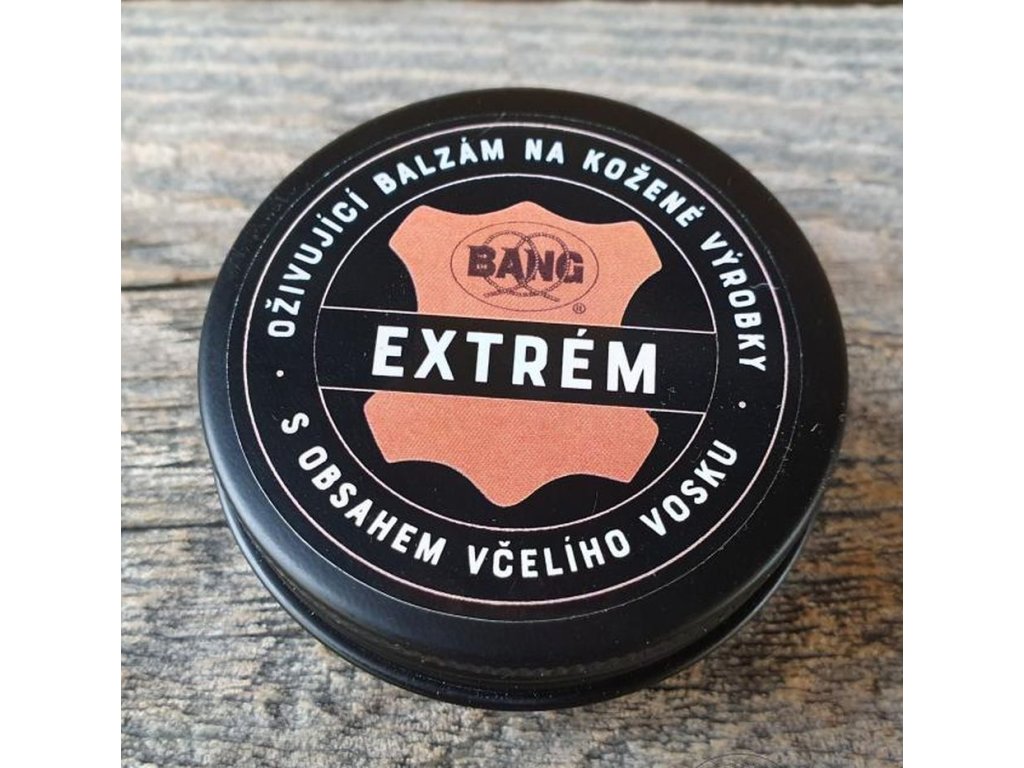 OŽIVUJÍCÍ BALZÁM NA KOŽENÉ VÝROBKY
BANG
®
EXTRÉM
S OBSAHEM VČELÍHO VOSKU